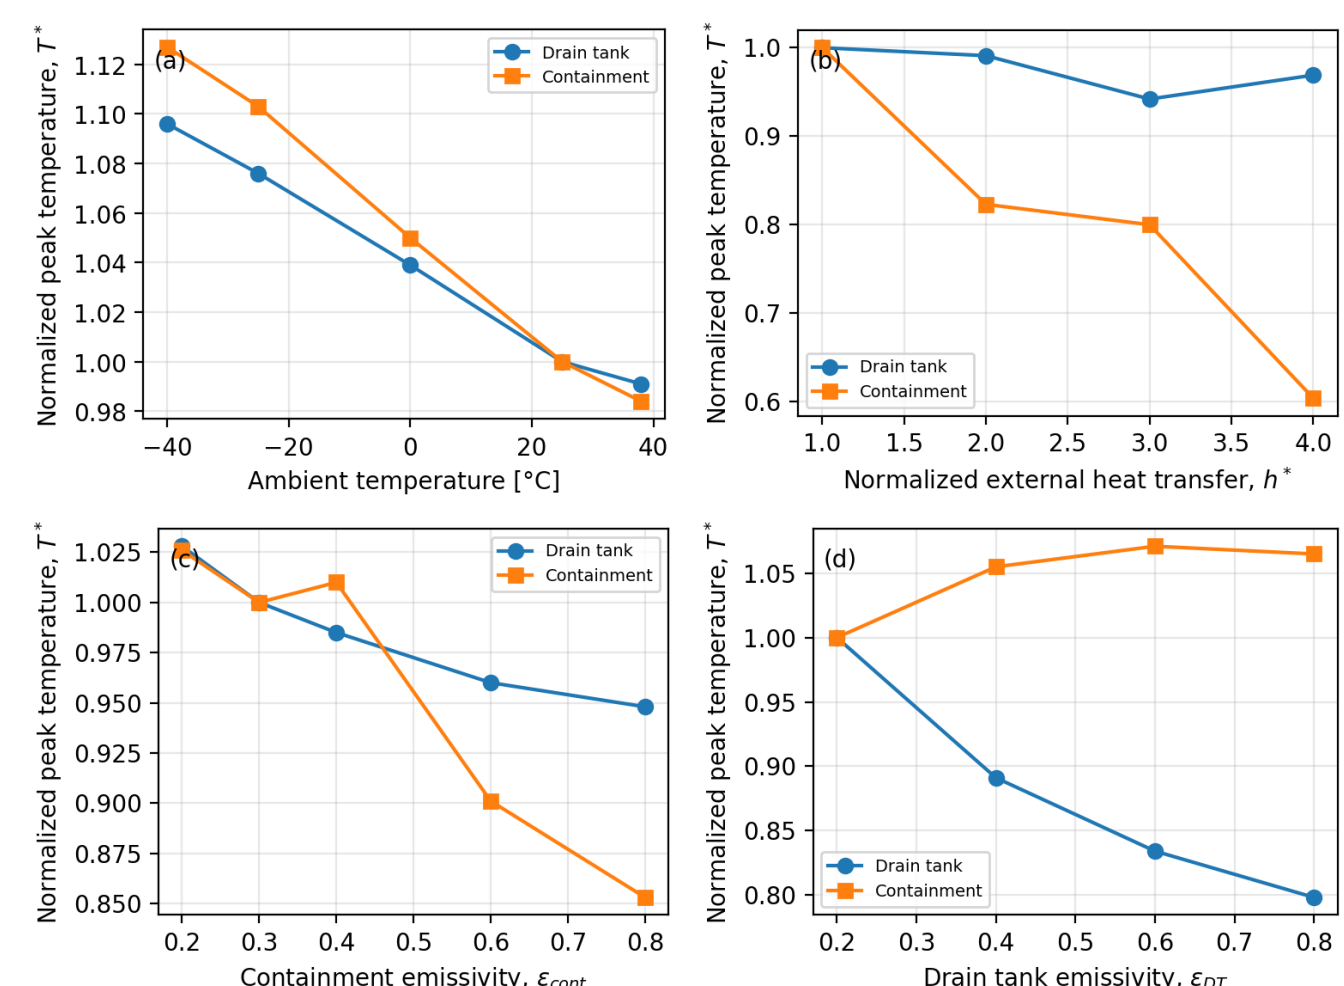 Normalized peak temperature, T*
(a)
Drain tank
Containment
1.12
1.10
1.08
1.06
1.04
1.02
1.00
0.98
−40
−20
0
20
40
Ambient temperature [°C]
Normalized peak temperature, T*
(b)
1.0
0.9
0.8
0.7
0.6
Drain tank
Containment
1.0
1.5
2.0
2.5
3.0
3.5
4.0
Normalized external heat transfer, h*
Normalized peak temperature, T*
(c)
Drain tank
Containment
1.025
1.000
0.975
0.950
0.925
0.900
0.875
0.850
0.2
0.3
0.4
0.5
0.6
0.7
0.8
Containment emissivity, εcont
Normalized peak temperature, T*
(d)
1.05
1.00
0.95
0.90
0.85
0.80
Drain tank
Containment
0.2
0.3
0.4
0.5
0.6
0.7
0.8
Drain tank emissivity, εDT